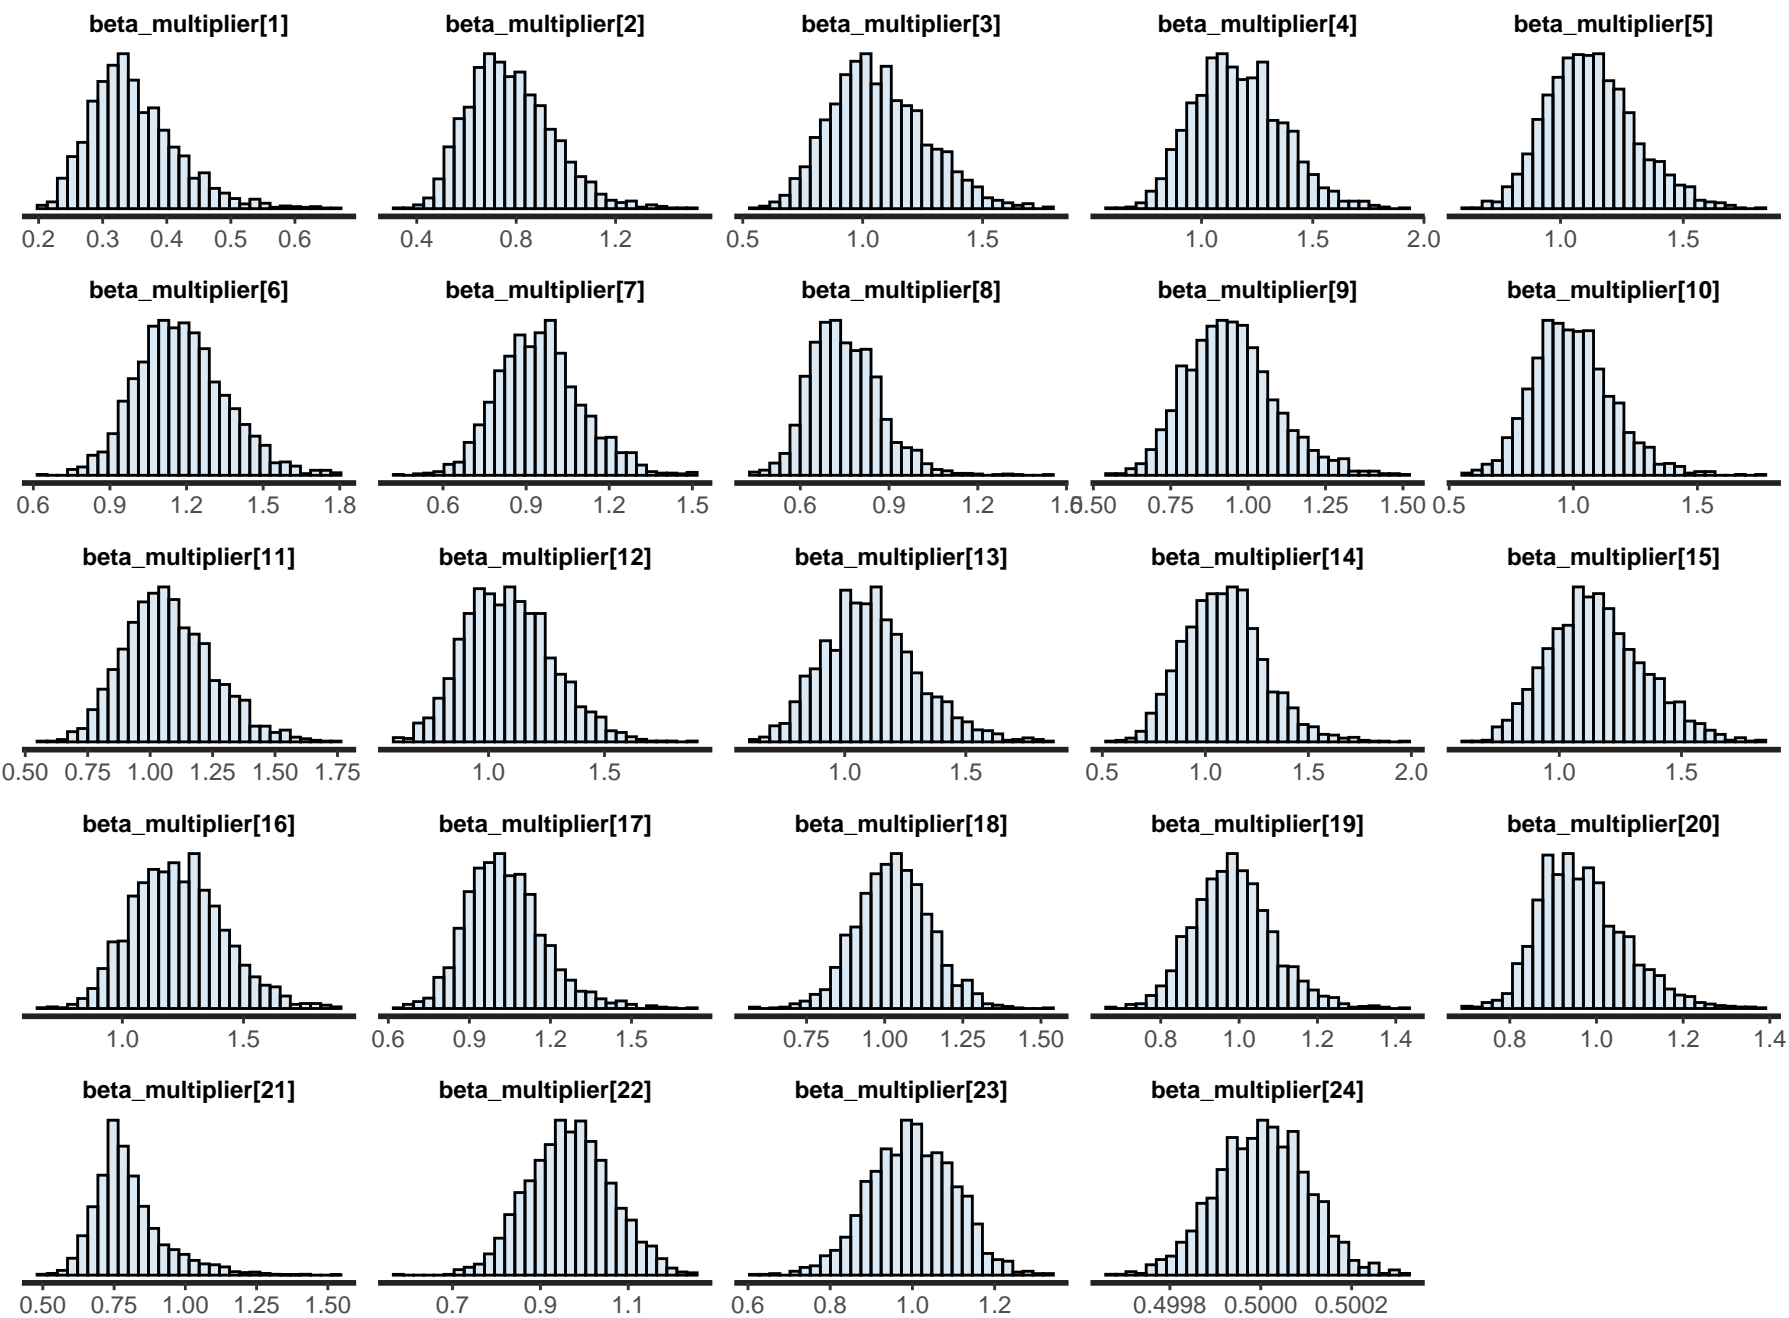 beta_multiplier[1] beta_multiplier[2] beta_multiplier[3] beta_multiplier[4] beta_multiplier[5]
0.2 0.3 0.4 0.5 0.6 0.4 0.8 1.2 0.5 1.0 1.5 1.0 1.5 2.0 1.0 1.5
beta_multiplier[6] beta_multiplier[7] beta_multiplier[8] beta_multiplier[9] beta_multiplier[10]
0.6 0.9 1.2 1.5 1.8 0.6 0.9 1.2 1.5 0.6 0.9 1.2 1.5 0.50 0.75 1.00 1.25 1.50 0.5 1.0 1.5
beta_multiplier[11] beta_multiplier[12] beta_multiplier[13] beta_multiplier[14] beta_multiplier[15]
0.50 0.75 1.00 1.25 1.50 1.75 1.0 1.5 1.0 1.5 0.5 1.0 1.5 2.0 1.0 1.5
beta_multiplier[16] beta_multiplier[17] beta_multiplier[18] beta_multiplier[19] beta_multiplier[20]
1.0 1.5 0.6 0.9 1.2 1.5 0.75 1.00 1.25 1.50 0.8 1.0 1.2 1.4 0.8 1.0 1.2 1.4
beta_multiplier[21] beta_multiplier[22] beta_multiplier[23] beta_multiplier[24]
0.50 0.75 1.00 1.25 1.50 0.7 0.9 1.1 0.6 0.8 1.0 1.2 0.4998 0.5000 0.5002